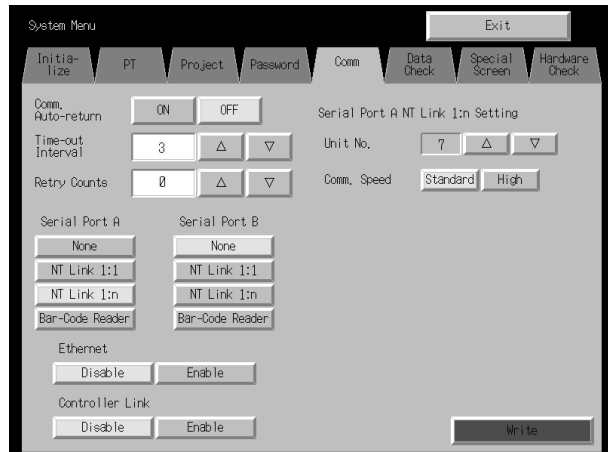 System Menu
Exit
Initia-
lize
PT
Project
Password
Comm
Data
Check
Special
Screen
Hardware
Check
Comm.
Auto-return
ON
OFF
Serial Port A NT Link 1:n Setting
Time-out
Interval
3
△
▽
Unit No.
7
△
▽
Retry Counts
0
△
▽
Comm. Speed
Standard
High
Serial Port A
Serial Port B
None
None
NT Link 1:1
NT Link 1:1
NT Link 1:n
NT Link 1:n
Bar-Code Reader
Bar-Code Reader
Ethernet
Disable
Enable
Controller Link
Disable
Enable
Write